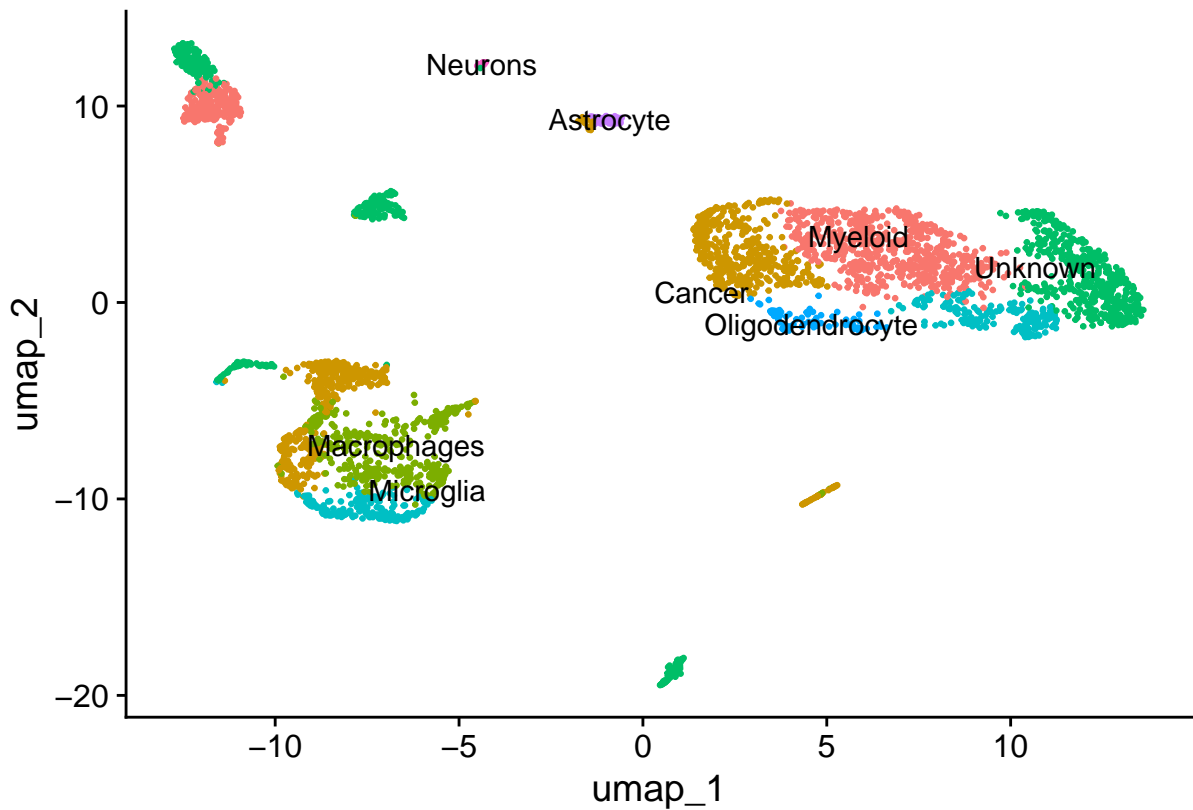 Neurons
10
Astrocyte
Myeloid
Unknown
0
Cancer
Oligodendrocyte
umap_2
Macrophages
Microglia
−10
−20
−10 −5 0 5 10
umap_1